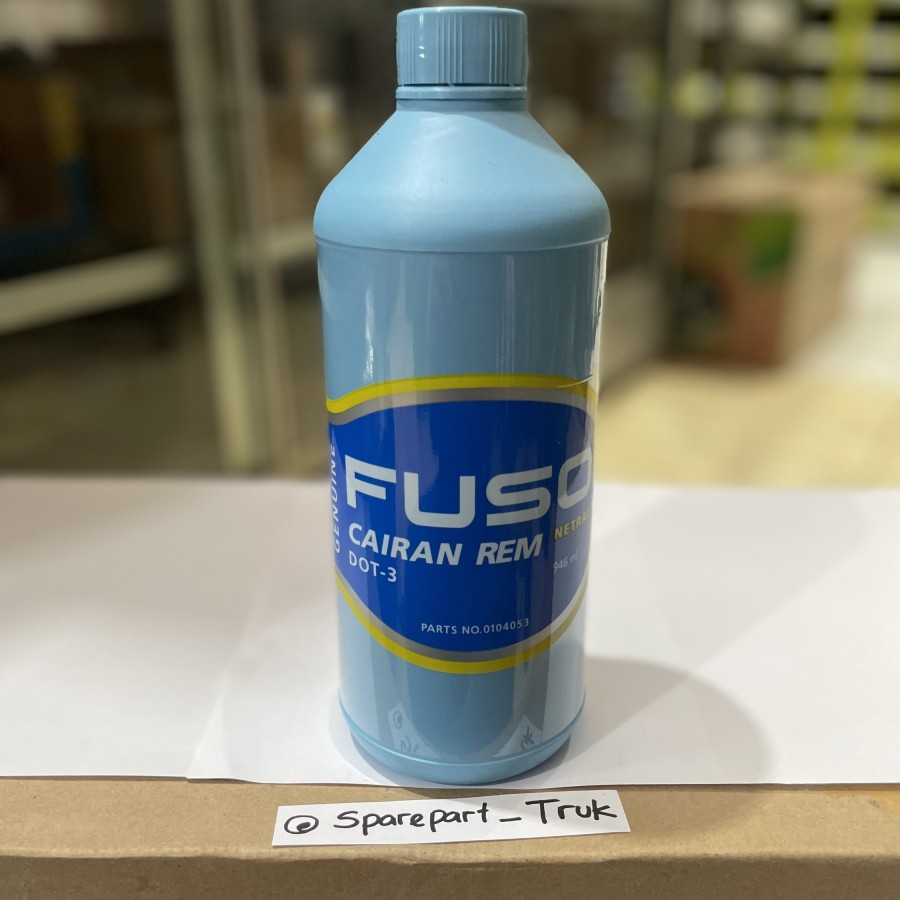 GENUINE
FUSO
CAIRAN REM
DOT-3
946 ml
PARTS NO.0104053
@ Sparepart_Truk